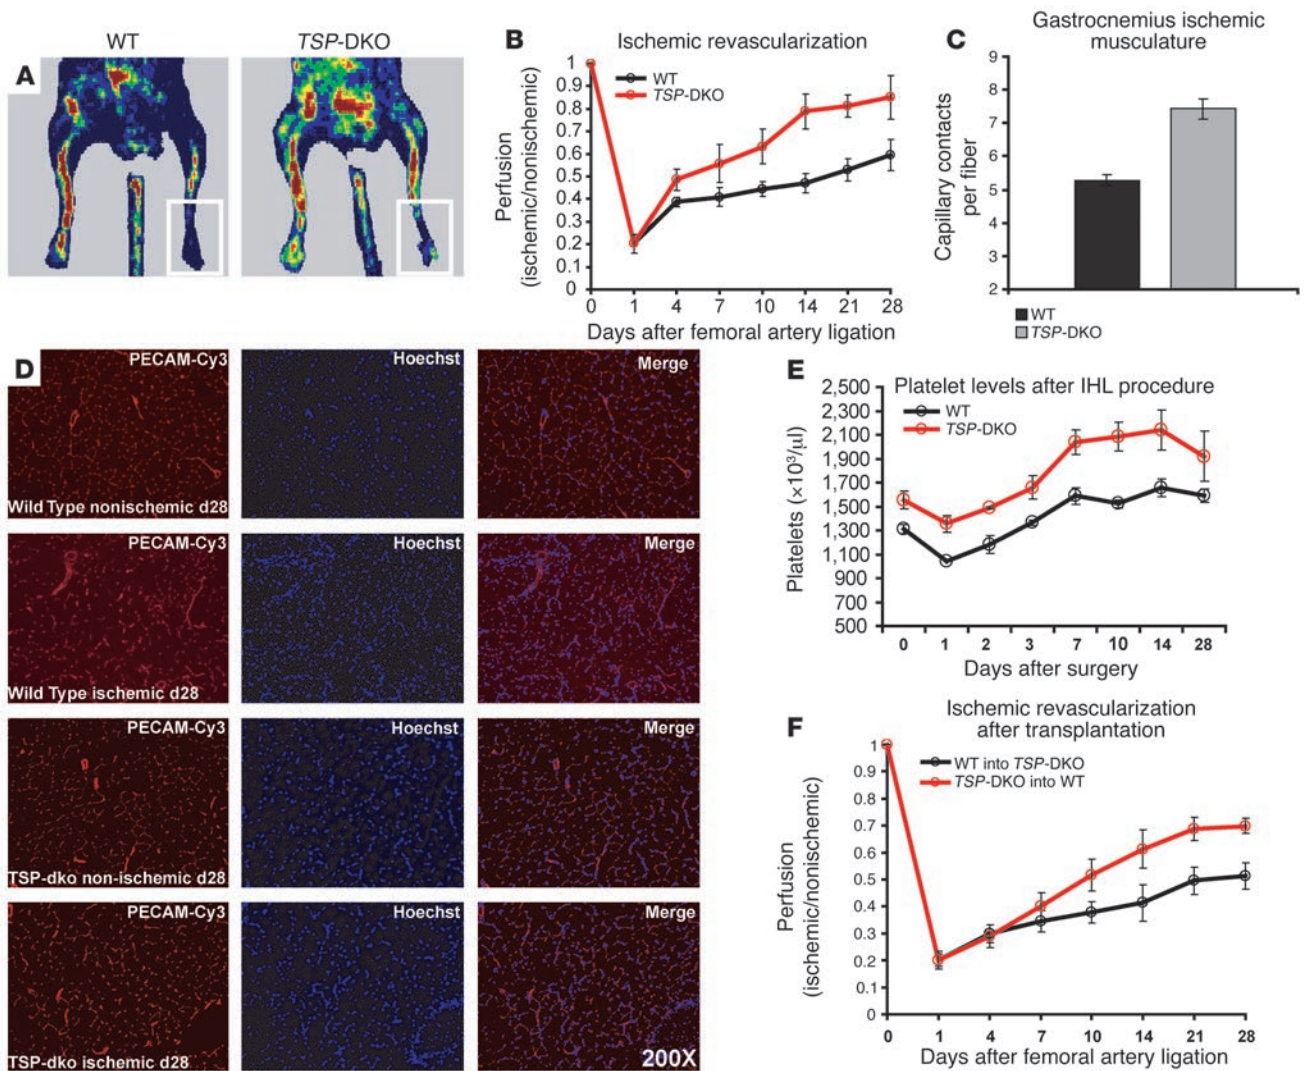 A
WT
TSP-DKO
B
Ischemic revascularization
WT
TSP-DKO
Perfusion
(ischemic/nonischemic)
1
0.9
0.8
0.7
0.6
0.5
0.4
0.3
0.2
0.1
0
0 1 4 7 10 14 21 28
Days after femoral artery ligation
C
Gastrocnemius ischemic
musculature
Capillary contacts
per fiber
9
8
7
6
5
4
3
2
WT
TSP-DKO
D
PECAM-Cy3
Hoechst
Merge
Wild Type nonischemic d28
PECAM-Cy3
Hoechst
Merge
Wild Type ischemic d28
PECAM-Cy3
Hoechst
Merge
TSP-dko non-ischemic d28
PECAM-Cy3
Hoechst
Merge
TSP-dko ischemic d28
200X
E
Platelet levels after IHL procedure
WT
TSP-DKO
Platelets (×10³/µl)
2,500
2,300
2,100
1,900
1,700
1,500
1,300
1,100
900
700
500
0 1 2 3 7 10 14 28
Days after surgery
F
Ischemic revascularization
after transplantation
WT into TSP-DKO
TSP-DKO into WT
Perfusion
(ischemic/nonischemic)
1
0.9
0.8
0.7
0.6
0.5
0.4
0.3
0.2
0.1
0
0 1 4 7 10 14 21 28
Days after femoral artery ligation